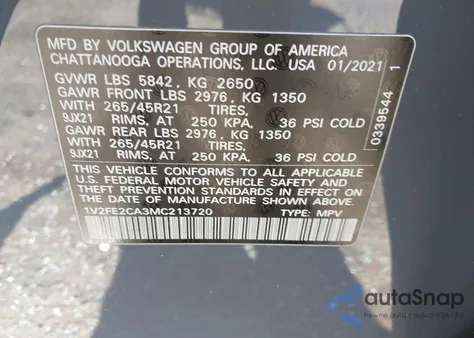 MFD BY VOLKSWAGEN GROUP OF AMERICA
CHATTANOOGA OPERATIONS, LLC. USA 01/2021 1
GVWR LBS 5842, KG 2650
GAWR FRONT LBS 2976, KG 1350
WITH 265/45R21
9JX21 RIMS, AT 250 KPA. 36 PSI COLD
GAWR REAR LBS 2976, KG 1350
WITH 265/45R21
9JX21 RIMS, AT 250 KPA. 36 PSI COLD
THIS VEHICLE CONFORMS TO ALL APPLICABLE
U.S. FEDERAL MOTOR VEHICLE SAFETY AND
THEFT PREVENTION STANDARDS IN EFFECT ON
THE DATE OF MANUFACTURE SHOWN ABOVE
1V2FE2CA3MC213720 TYPE: MPV
0339544
autoSnap
www.autosnap.com